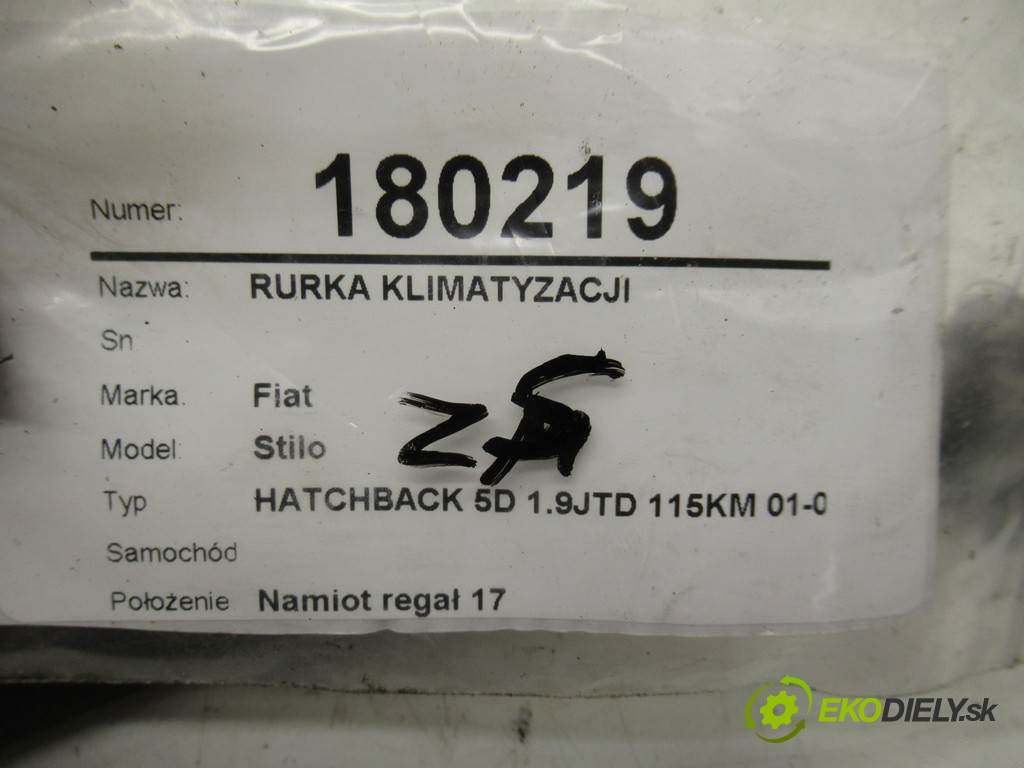 Numer: 180219
Nazwa: RURKA KLIMATYZACJI
Sn
Marka: Fiat
Model: Stilo
Typ HATCHBACK 5D 1.9JTD 115KM 01-0
Samochód
Położenie Namiot regał 17
EKODIELY.sk